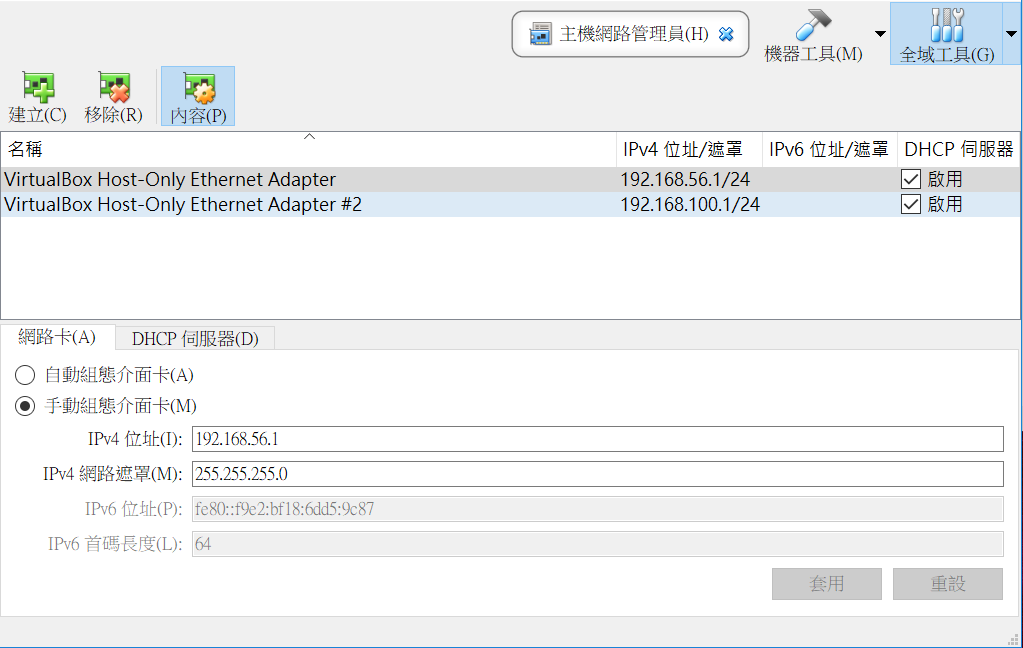 主機網路管理員(H)
機器工具(M)
全域工具(G)
建立(C) 移除(R) 內容(P)
名稱 IPv4 位址/遮罩 IPv6 位址/遮罩 DHCP 伺服器
VirtualBox Host-Only Ethernet Adapter 192.168.56.1/24 啟用
VirtualBox Host-Only Ethernet Adapter #2 192.168.100.1/24 啟用
網路卡(A) DHCP 伺服器(D)
自動組態介面卡(A)
手動組態介面卡(M)
IPv4 位址(I): 192.168.56.1
IPv4 網路遮罩(M): 255.255.255.0
IPv6 位址(P): fe80::f9e2:bf18:6dd5:9c87
IPv6 首碼長度(L): 64
套用 重設